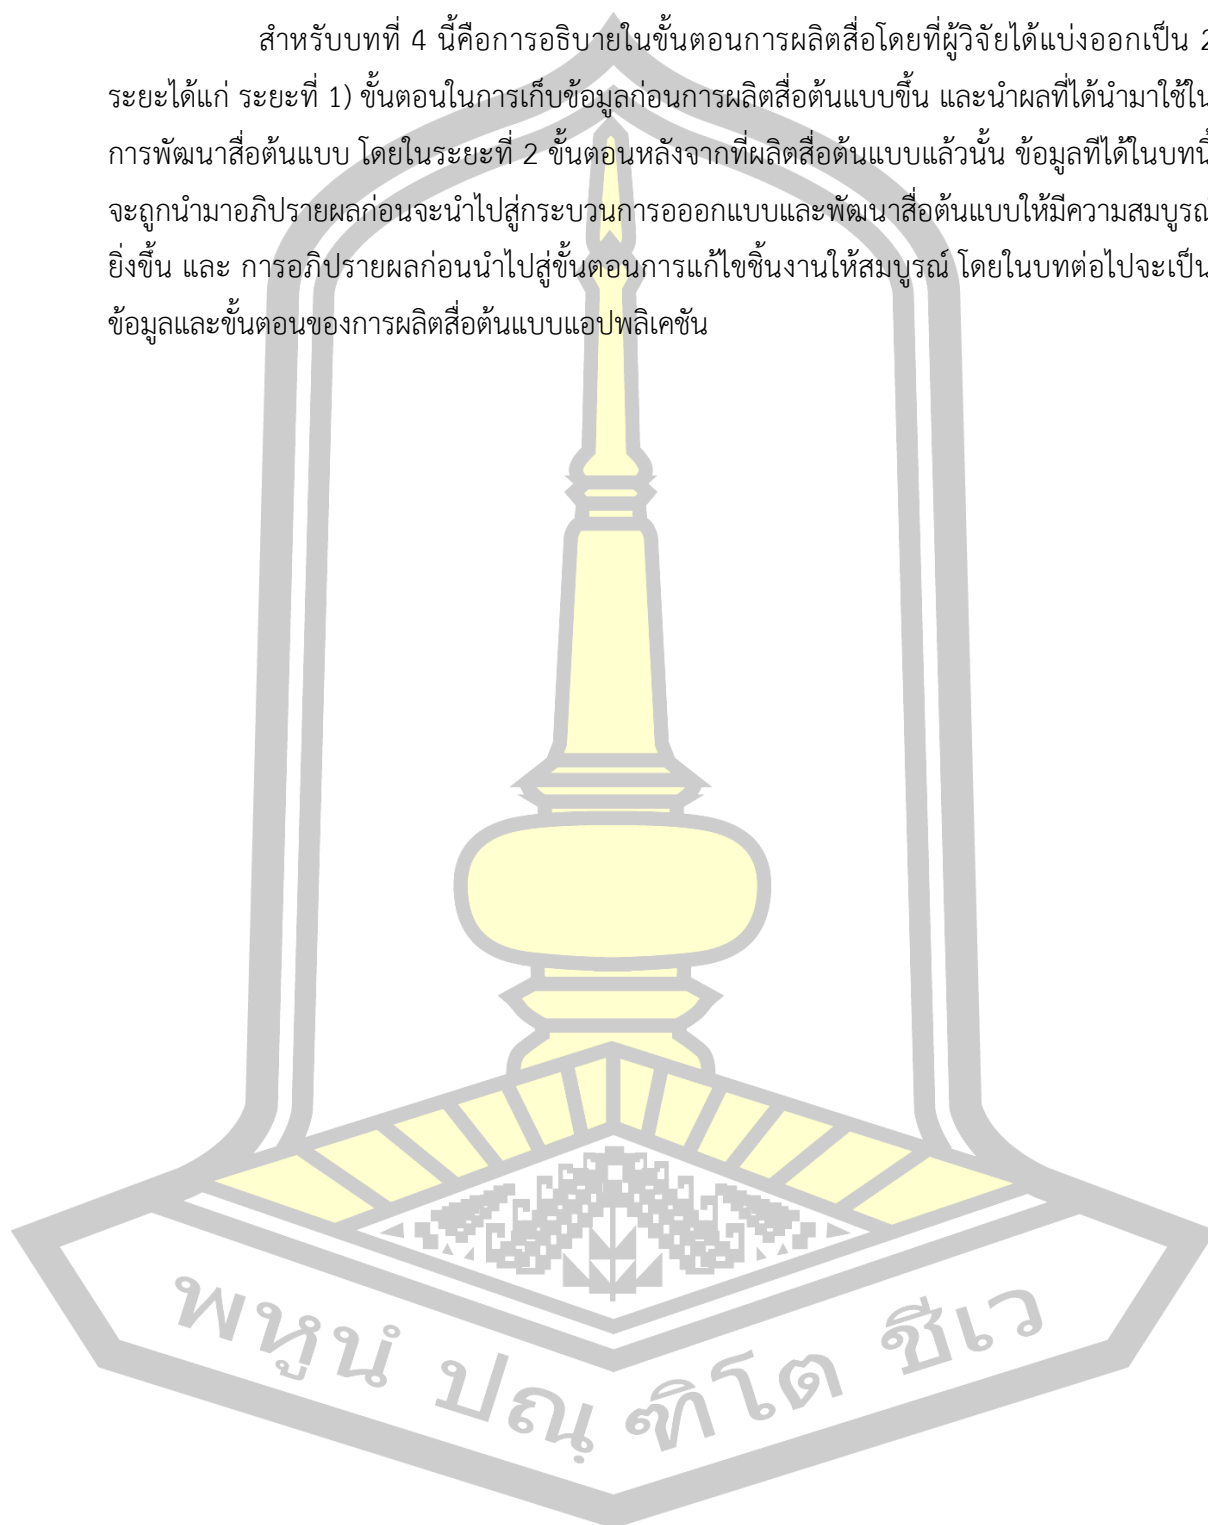 สำหรับบทที่ 4 นี้คือการอธิบายในขั้นตอนการผลิตสื่อโดยที่ผู้วิจัยได้แบ่งออกเป็น 2
ระยะได้แก่ ระยะที่ 1) ขั้นตอนในการเก็บข้อมูลก่อนการผลิตสื่อต้นแบบขึ้น และนำผลที่ได้นำมาใช้ใน
การพัฒนาสื่อต้นแบบ โดยในระยะที่ 2 ขั้นตอนหลังจากที่ผลิตสื่อต้นแบบแล้วนั้น ข้อมูลทีได้ในบทนี้
จะถูกนำมาอภิปรายผลก่อนจะนำไปสู่กระบวนการอออกแบบและพัฒนาสื่อต้นแบบให้มีความสมบูรณ์
ยิ่งขึ้น และ การอภิปรายผลก่อนนำไปสู่ขั้นตอนการแก้ไขชิ้นงานให้สมบูรณ์ โดยในบทต่อไปจะเป็น
ข้อมูลและขั้นตอนของการผลิตสื่อต้นแบบแอปพลิเคชัน
พหูนํ ปณฺฑิโต ชีเว